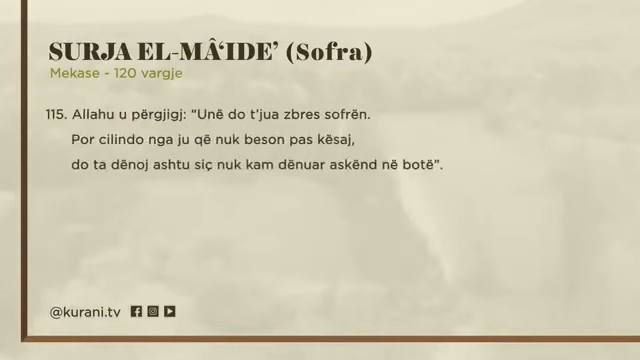 SURJA EL-MÂ‘IDE’ (Sofra)
Mekase - 120 vargje
115. Allahu u përgjigj: “Unë do t’jua zbres sofrën.
Por cilindo nga ju që nuk beson pas kësaj,
do ta dënoj ashtu siç nuk kam dënuar askënd në botë”.
@kurani.tv